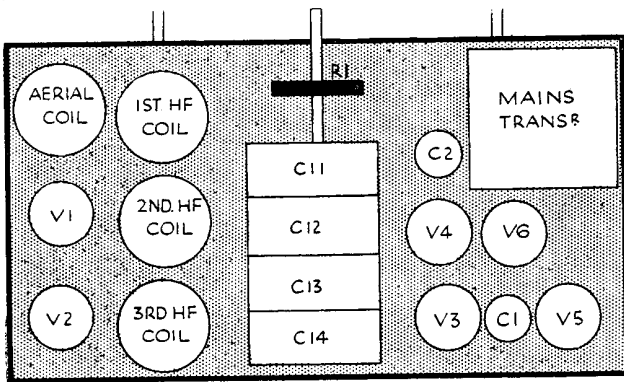 R1
AERIAL
COIL
1ST HF
COIL
MAINS
TRANSR.
C11
C2
V1
2ND. HF
COIL
C12
V4
V6
C13
V2
3RD HF
COIL
C14
V3
C1
V5